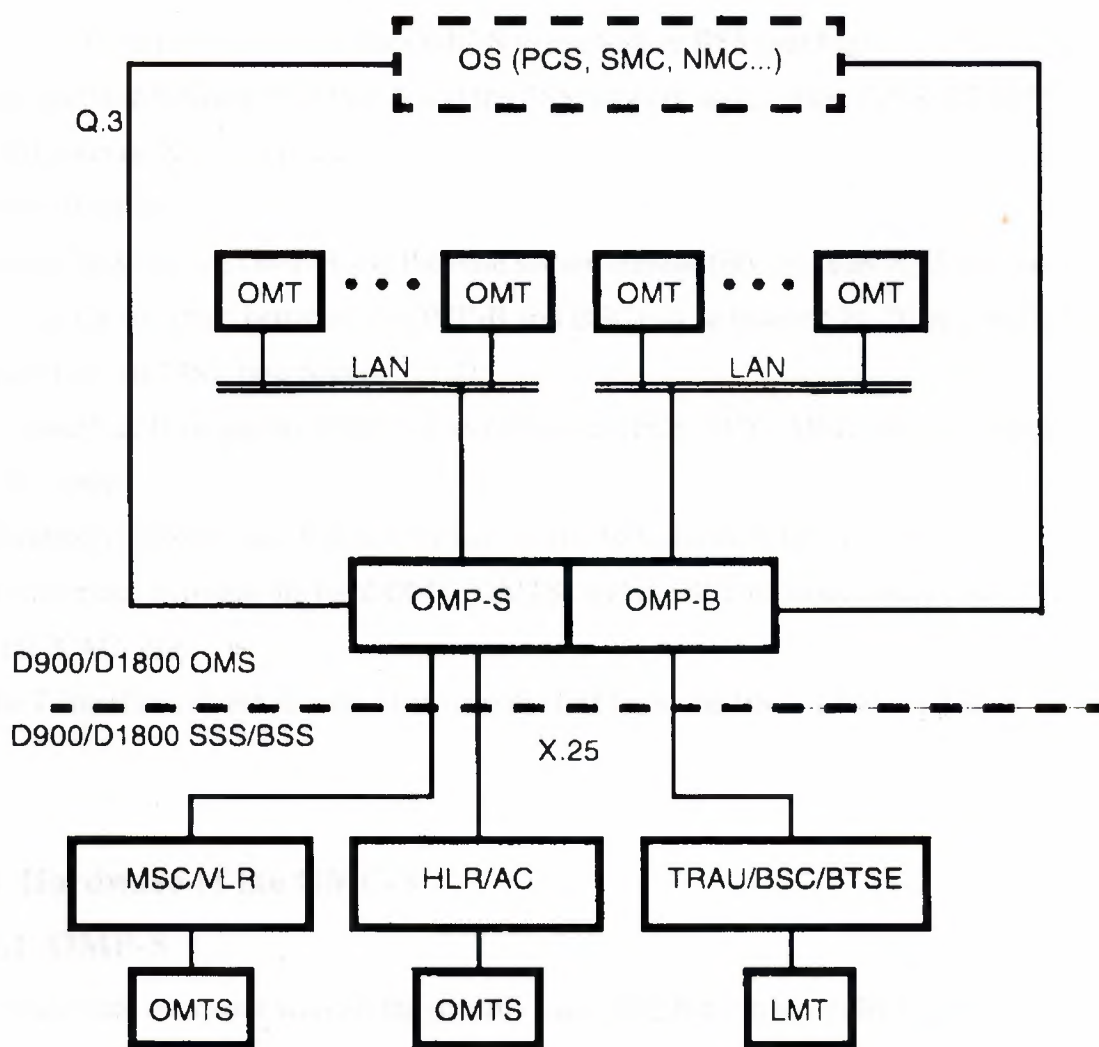 OS (PCS, SMC, NMC...)
Q.3
OMT
OMT
OMT
OMT
LAN
LAN
OMP-S
OMP-B
D900/D1800 OMS
D900/D1800 SSS/BSS
X.25
MSC/VLR
HLR/AC
TRAU/BSC/BTSE
OMTS
OMTS
LMT